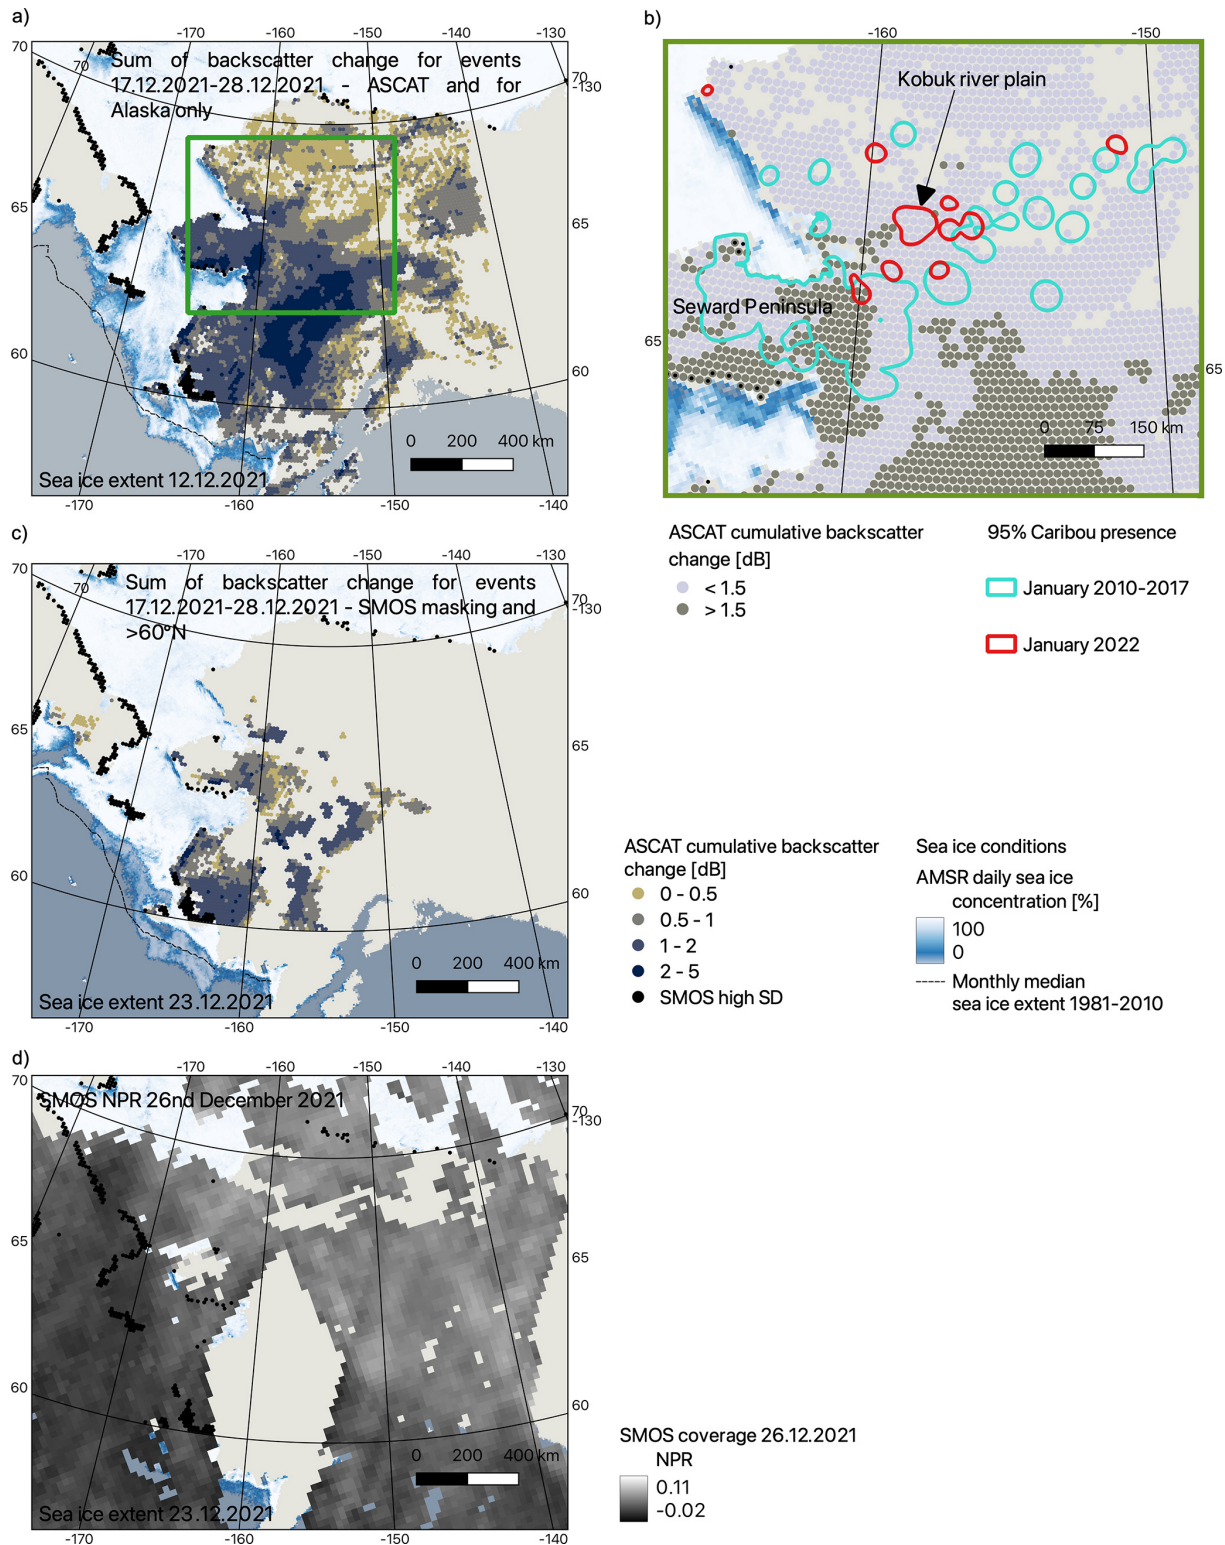 a)
-170
-160
-150
-140
70
70
70
-130
Sum of backscatter change for events
17.12.2021-28.12.2021 - ASCAT and for
Alaska only
65
65
60
60
0 200 400 km
Sea ice extent 12.12.2021
-170
-160
-150
-140
b)
-160
-150
Kobuk river plain
Seward Peninsula
65
65
0 75 150 km
ASCAT cumulative backscatter
change [dB]
< 1.5
> 1.5
95% Caribou presence
January 2010-2017
January 2022
c)
-170
-160
-150
-140
-130
70
70
70
Sum of backscatter change for events
17.12.2021-28.12.2021 - SMOS masking and
>60°N
65
65
60
60
0 200 400 km
Sea ice extent 23.12.2021
-170
-160
-150
-140
ASCAT cumulative backscatter
change [dB]
0 - 0.5
0.5 - 1
1 - 2
2 - 5
SMOS high SD
Sea ice conditions
AMSR daily sea ice
concentration [%]
100
0
Monthly median
sea ice extent 1981-2010
d)
-170
-160
-150
-140
-130
70
70
70
-130
SMOS NPR 26nd December 2021
65
65
60
60
0 200 400 km
Sea ice extent 23.12.2021
-170
-160
-150
-140
SMOS coverage 26.12.2021
NPR
0.11
-0.02